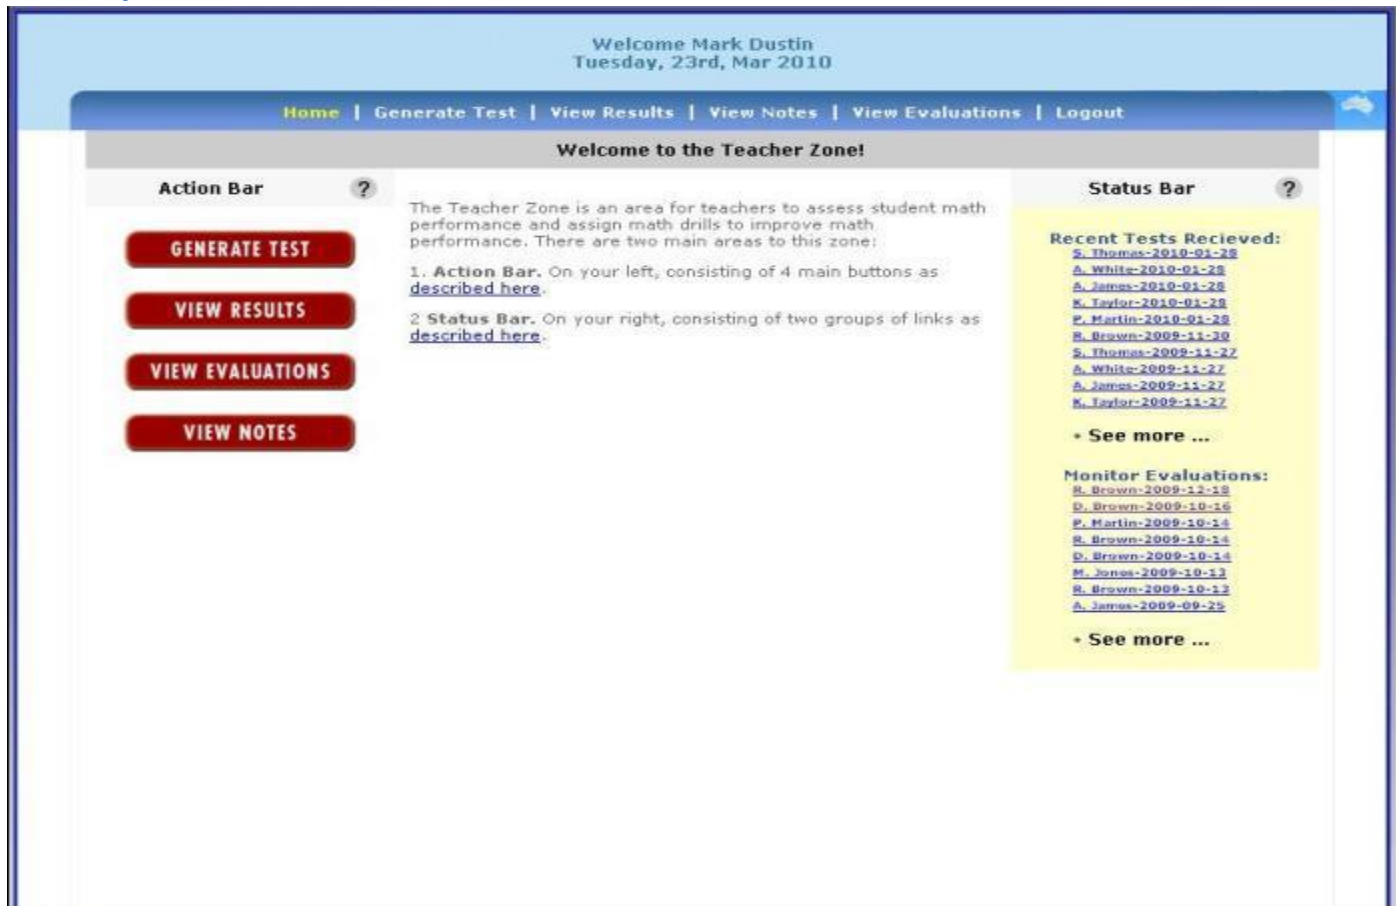 Welcome Mark Dustin
Tuesday, 23rd, Mar 2010
Home | Generate Test | View Results | View Notes | View Evaluations | Logout
Welcome to the Teacher Zone!
Action Bar ?
GENERATE TEST
VIEW RESULTS
VIEW EVALUATIONS
VIEW NOTES
The Teacher Zone is an area for teachers to assess student math
performance and assign math drills to improve math
performance. There are two main areas to this zone:
1. Action Bar. On your left, consisting of 4 main buttons as
described here.
2 Status Bar. On your right, consisting of two groups of links as
described here.
Status Bar ?
Recent Tests Recieved:
S. Thomas-2010-01-28
A. White-2010-01-28
A. James-2010-01-28
K. Taylor-2010-01-28
P. Martin-2010-01-28
R. Brown-2009-11-30
S. Thomas-2009-11-27
A. White-2009-11-27
A. James-2009-11-27
K. Taylor-2009-11-27
• See more ...
Monitor Evaluations:
R. Brown-2009-12-18
D. Brown-2009-10-16
P. Martin-2009-10-14
R. Brown-2009-10-14
D. Brown-2009-10-14
M. Jones-2009-10-13
R. Brown-2009-10-13
A. James-2009-09-25
• See more ...